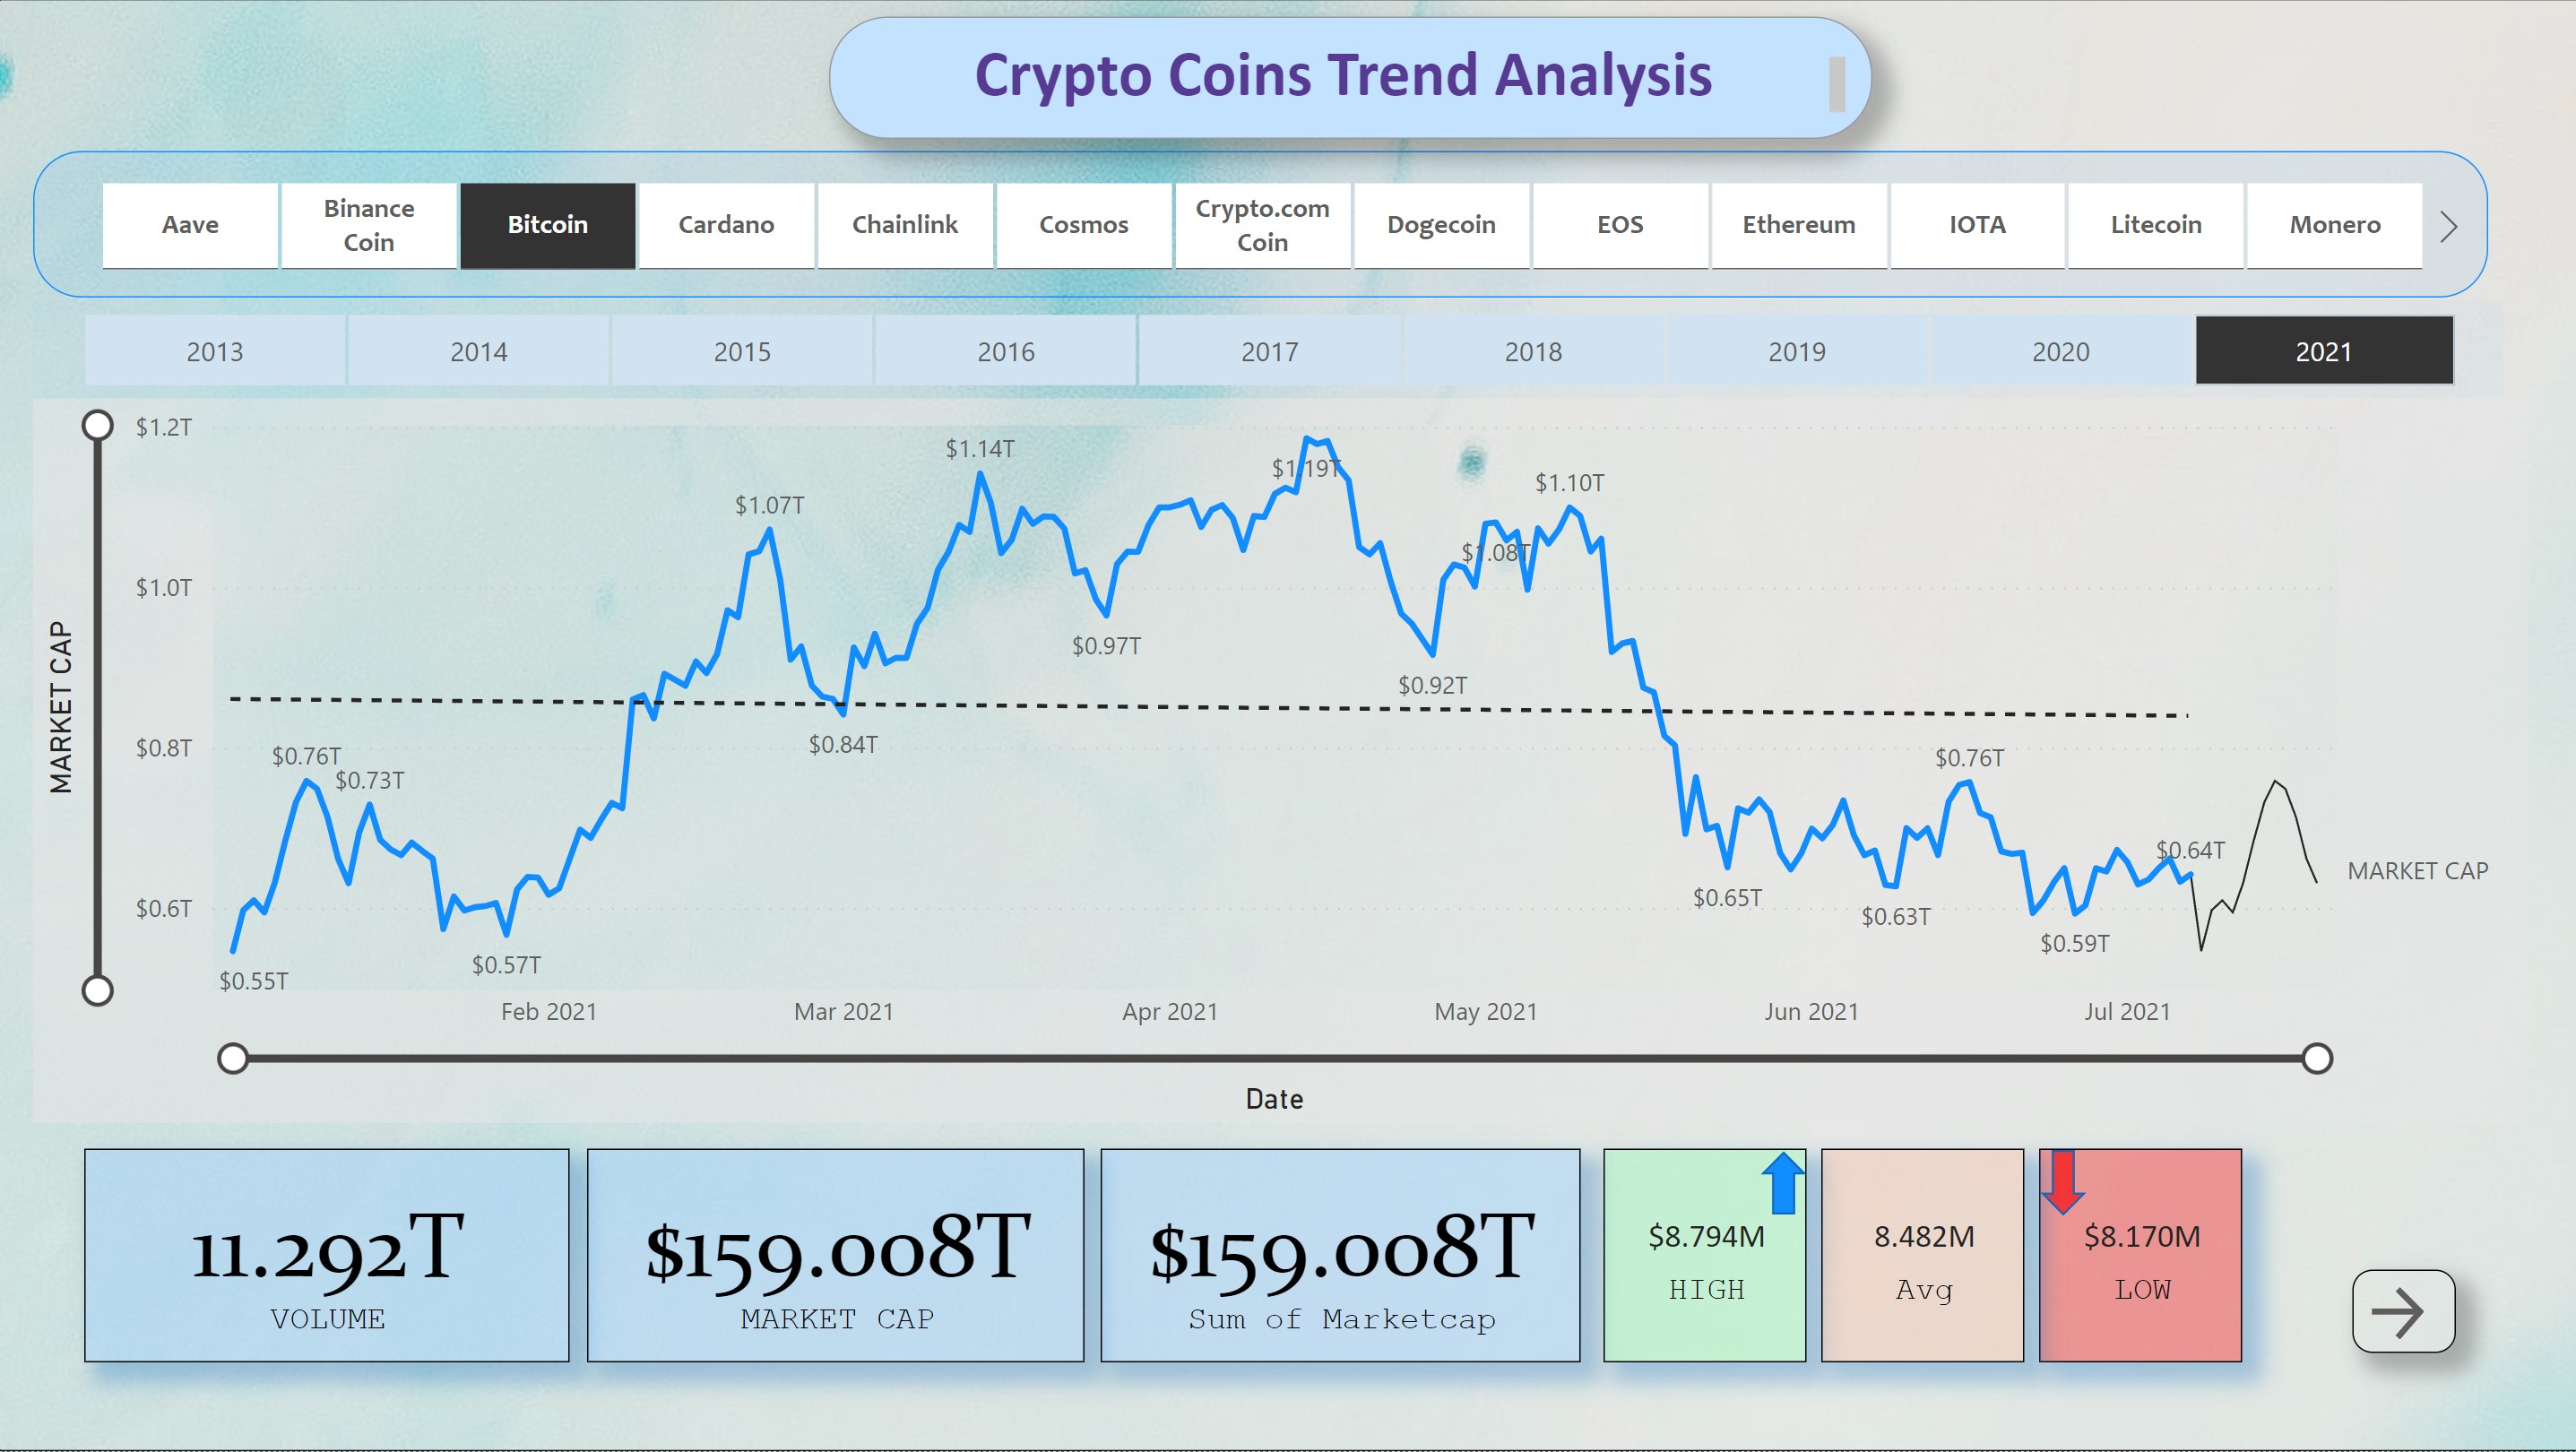 Crypto Coins Trend Analysis
Aave
Binance
Coin
Bitcoin
Cardano
Chainlink
Cosmos
Crypto.com
Coin
Dogecoin
EOS
Ethereum
IOTA
Litecoin
Monero
2013
2014
2015
2016
2017
2018
2019
2020
2021
MARKET CAP
$1.2T
$1.0T
$0.8T
$0.6T
$0.55T
$0.76T
$0.73T
$0.57T
$1.07T
$0.84T
$1.14T
$0.97T
$1.19T
$0.92T
$1.08T
$1.10T
$0.65T
$0.63T
$0.76T
$0.59T
$0.64T
MARKET CAP
Feb 2021
Mar 2021
Apr 2021
May 2021
Jun 2021
Jul 2021
Date
11.292T
VOLUME
$159.008T
MARKET CAP
$159.008T
Sum of Marketcap
$8.794M
HIGH
8.482M
Avg
$8.170M
LOW